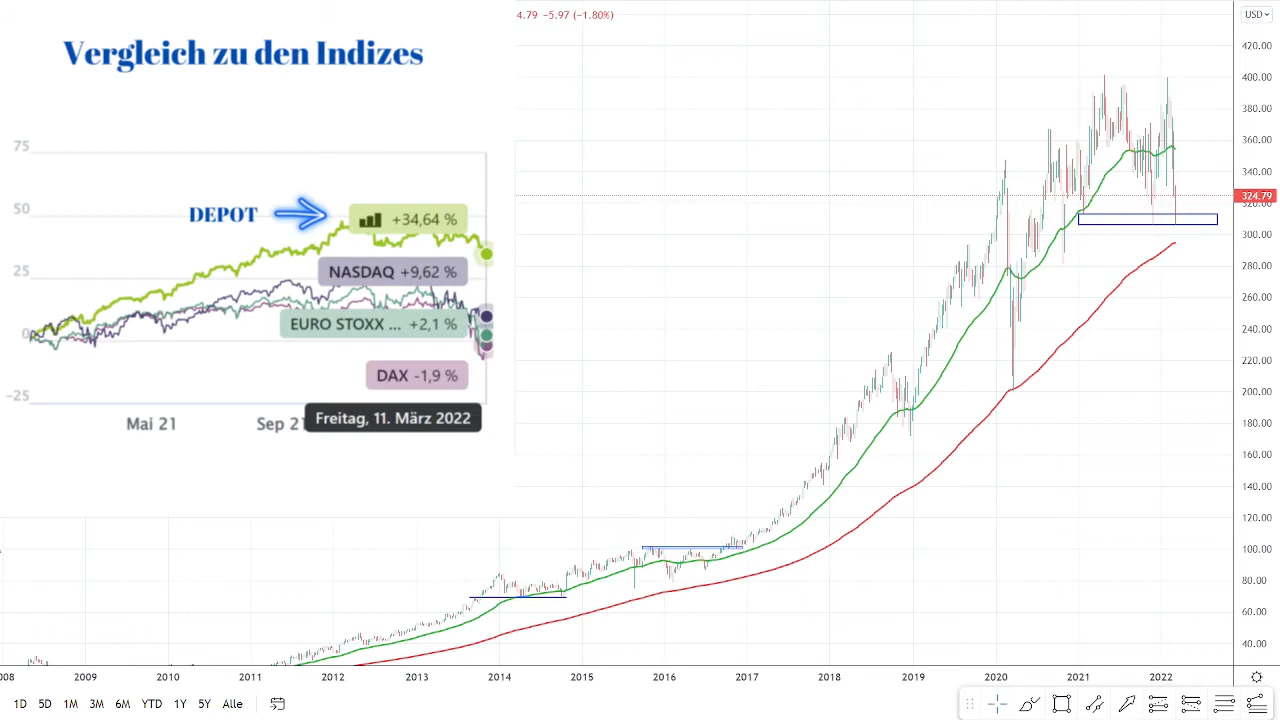 4.79 −5.97 (−1.80%)
USD
Vergleich zu den Indizes
75
50
25
0
−25
DEPOT
+34,64 %
NASDAQ +9,62 %
EURO STOXX ... +2,1 %
DAX -1,9 %
Mai 21
Sep 21
Freitag, 11. März 2022
420.00
400.00
380.00
360.00
340.00
324.79
320.00
300.00
280.00
260.00
240.00
220.00
200.00
180.00
160.00
140.00
120.00
100.00
80.00
60.00
40.00
008 2009 2010 2011 2012 2013 2014 2015 2016 2017 2018 2019 2020 2021 2022
1D 5D 1M 3M 6M YTD 1Y 5Y Alle